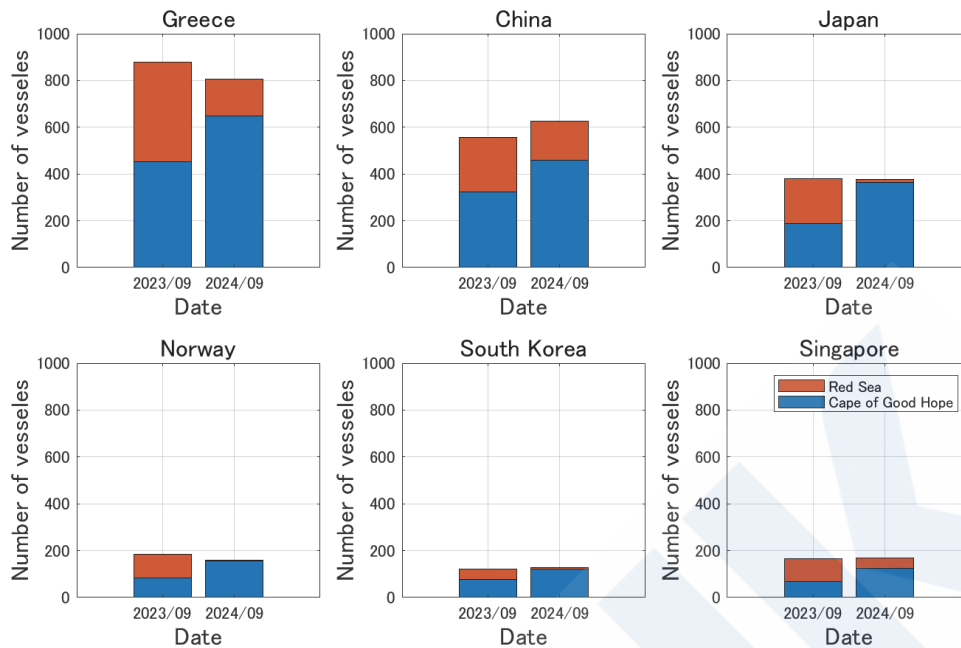 Greece
1000
800
600
400
200
0
Number of vesseles
2023/09 2024/09
Date
China
1000
800
600
400
200
0
Number of vesseles
2023/09 2024/09
Date
Japan
1000
800
600
400
200
0
Number of vesseles
2023/09 2024/09
Date
Norway
1000
800
600
400
200
0
Number of vesseles
2023/09 2024/09
Date
South Korea
1000
800
600
400
200
0
Number of vesseles
2023/09 2024/09
Date
Singapore
Red Sea
Cape of Good Hope
1000
800
600
400
200
0
Number of vesseles
2023/09 2024/09
Date